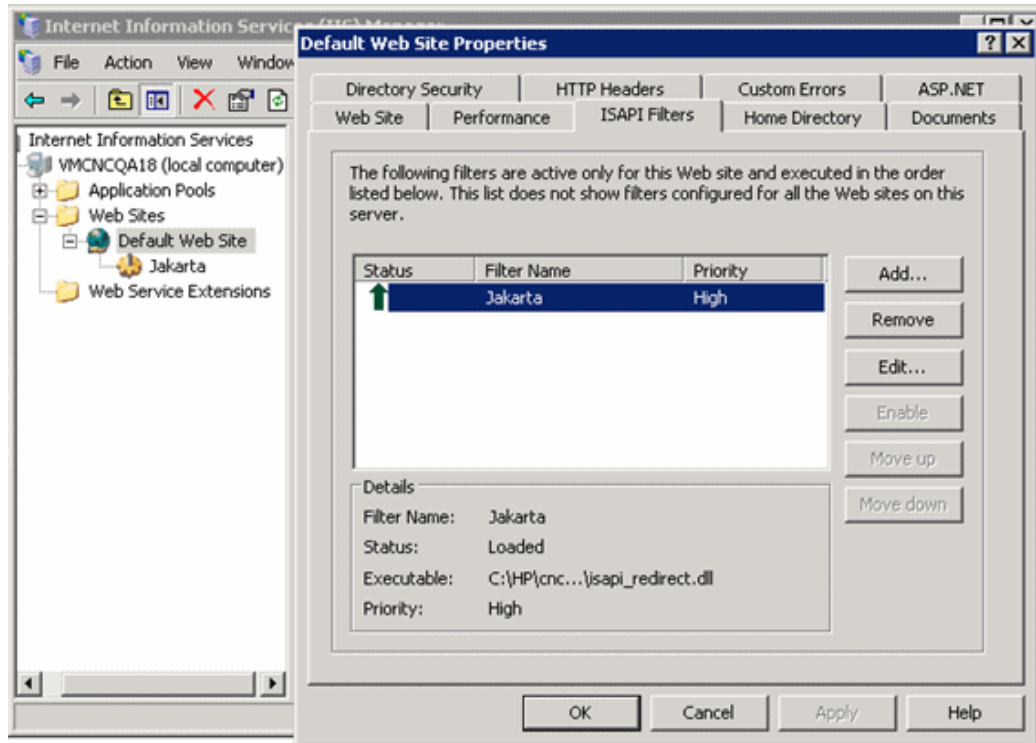 Internet Information Services (IIS) Manager
File Action View Window
Internet Information Services
VMCNCQA18 (local computer)
Application Pools
Web Sites
Default Web Site
Jakarta
Web Service Extensions
Default Web Site Properties
Directory Security HTTP Headers Custom Errors ASP.NET
Web Site Performance ISAPI Filters Home Directory Documents
The following filters are active only for this Web site and executed in the order
listed below. This list does not show filters configured for all the Web sites on this
server.
Status Filter Name Priority
Jakarta High
Add...
Remove
Edit...
Enable
Move up
Move down
Details
Filter Name: Jakarta
Status: Loaded
Executable: C:\HP\cnc...\isapi_redirect.dll
Priority: High
OK Cancel Apply Help